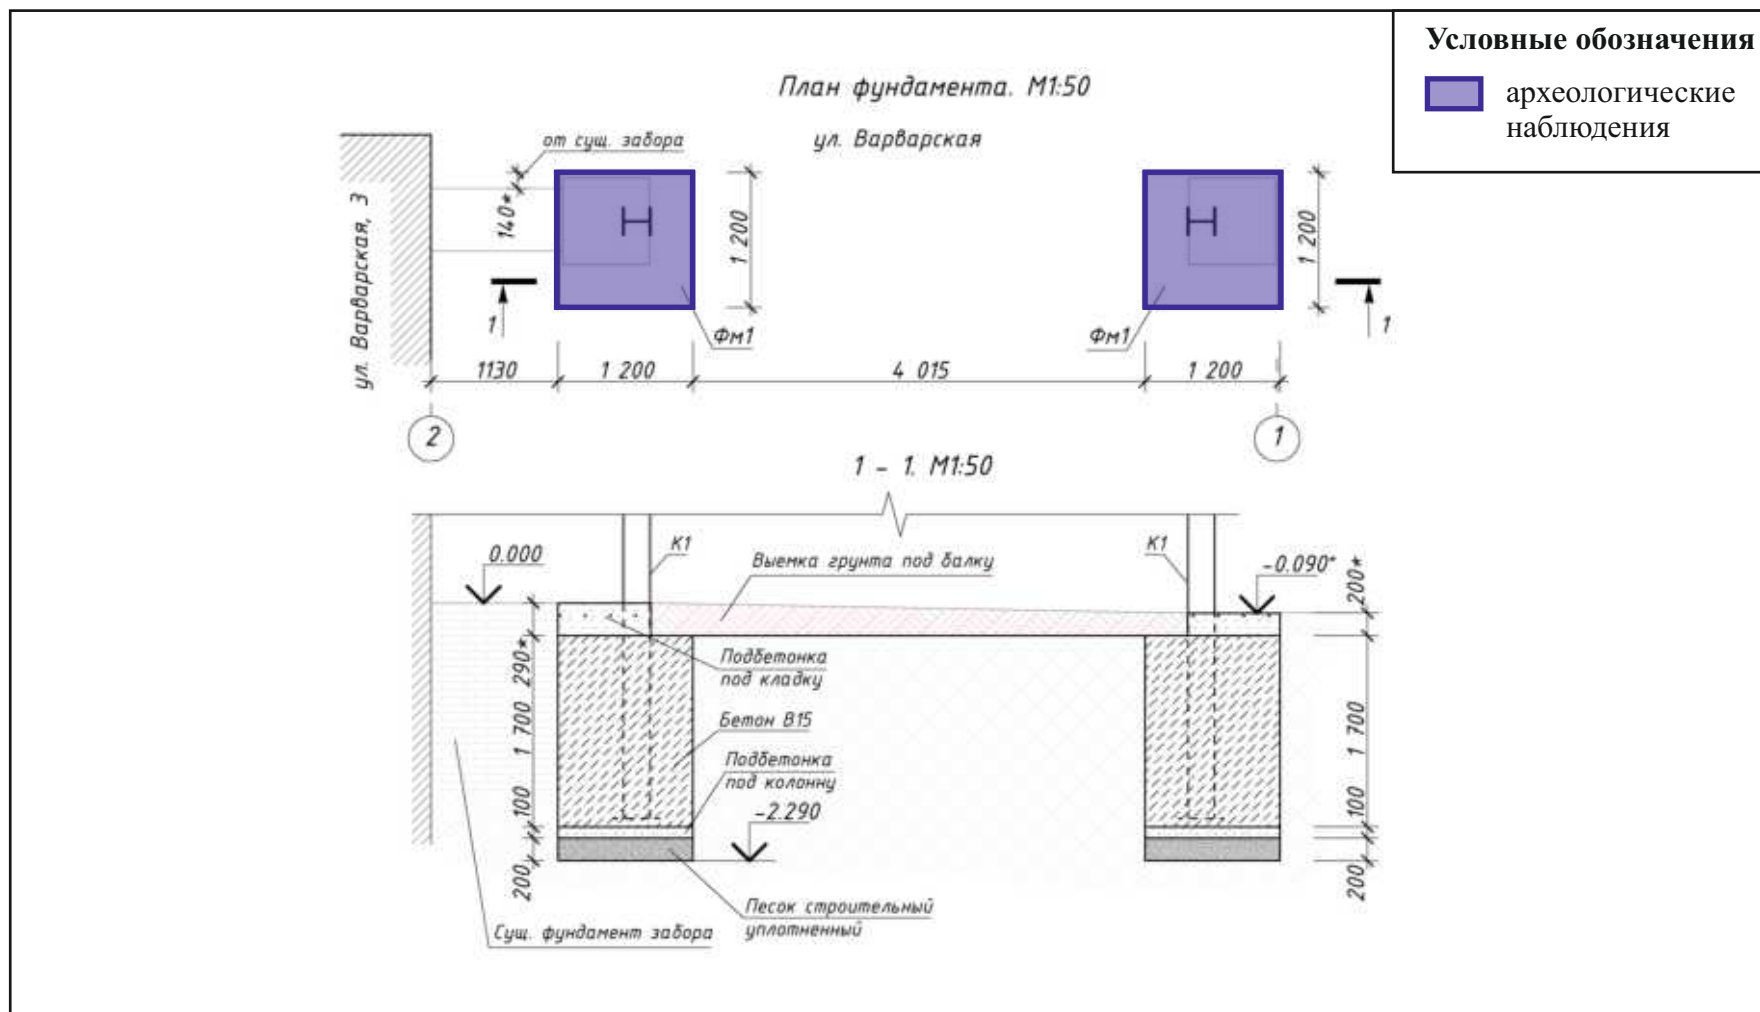 Условные обозначения
археологические
наблюдения
План фундамента. М1:50
ул. Варварская
от сущ. забора
ул. Варварская, 3
140*
1 200
1 200
1
1
Фм1
Фм1
1130
1 200
4 015
1 200
2
1
1 - 1. М1:50
0.000
К1
Выемка грунта под балку
К1
-0.090*
200*
290*
Подбетонка
под кладку
1 700
Бетон В15
1 700
Подбетонка
под колонну
100
-2.290
100
200
200
Песок строительный
уплотненный
Сущ. фундамент забора